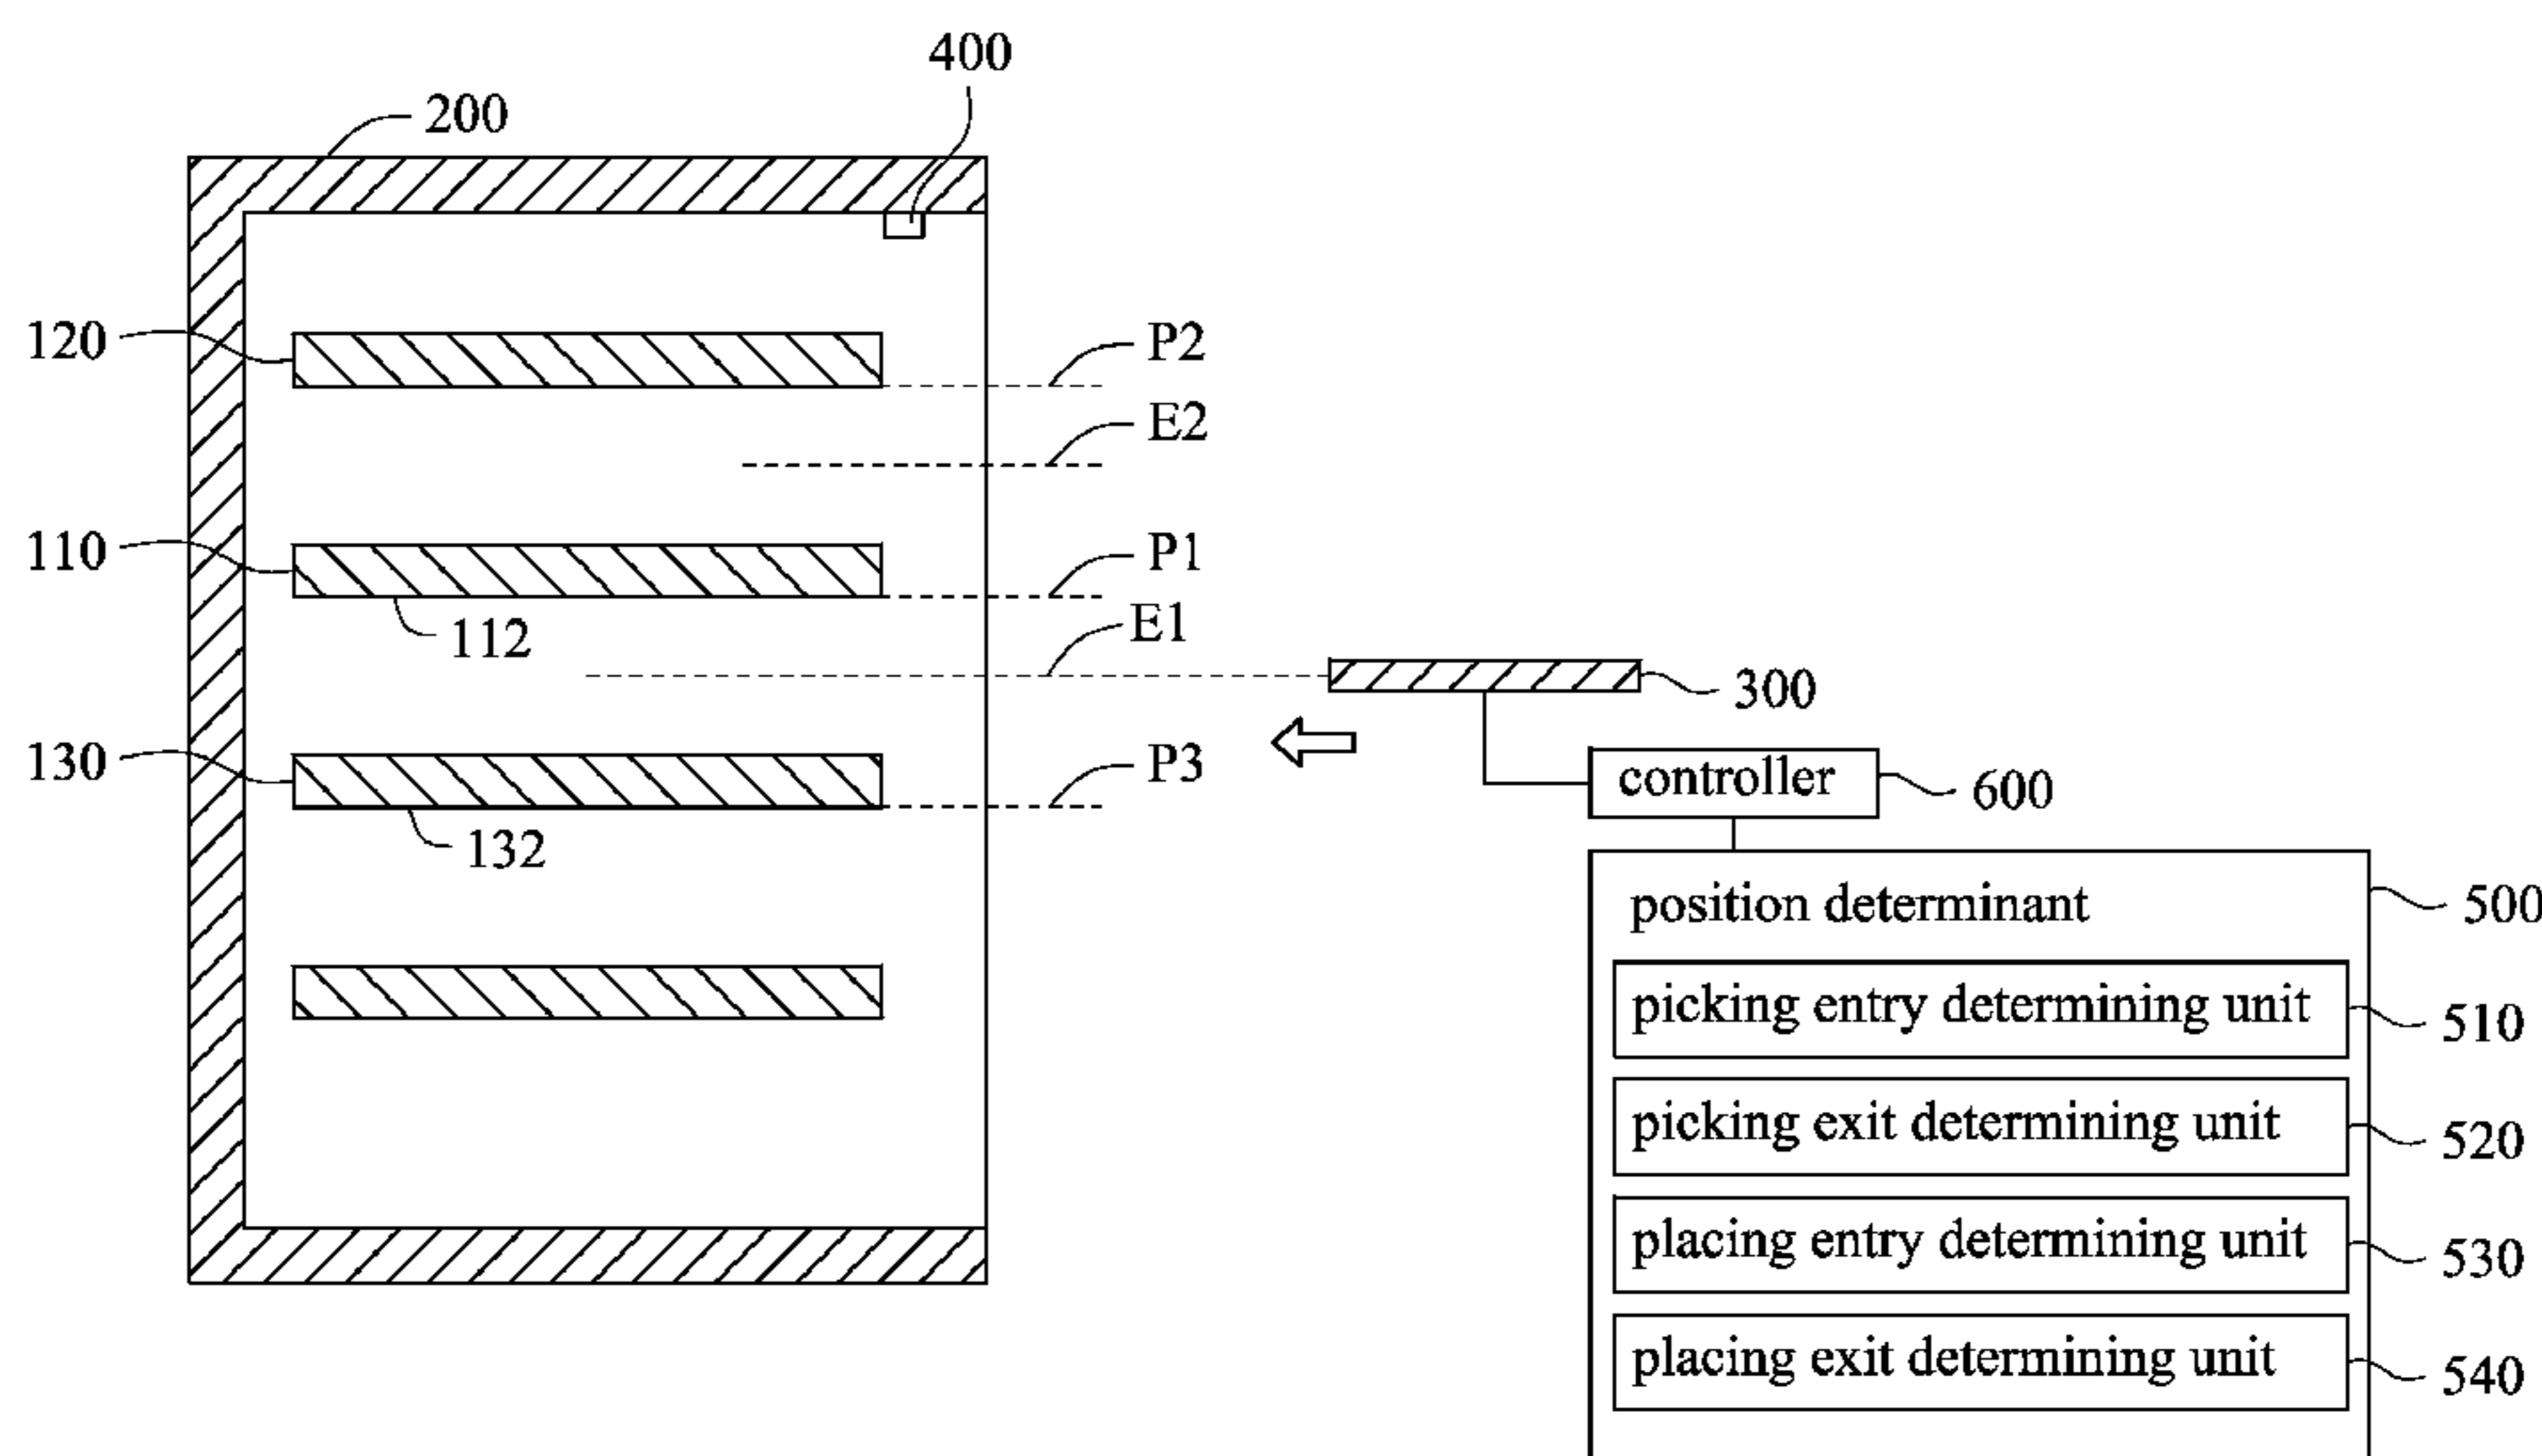 400
200
120
P2
E2
110
P1
112
E1
300
130
P3
controller
600
132
position determinant
500
picking entry determining unit
510
picking exit determining unit
520
placing entry determining unit
530
placing exit determining unit
540